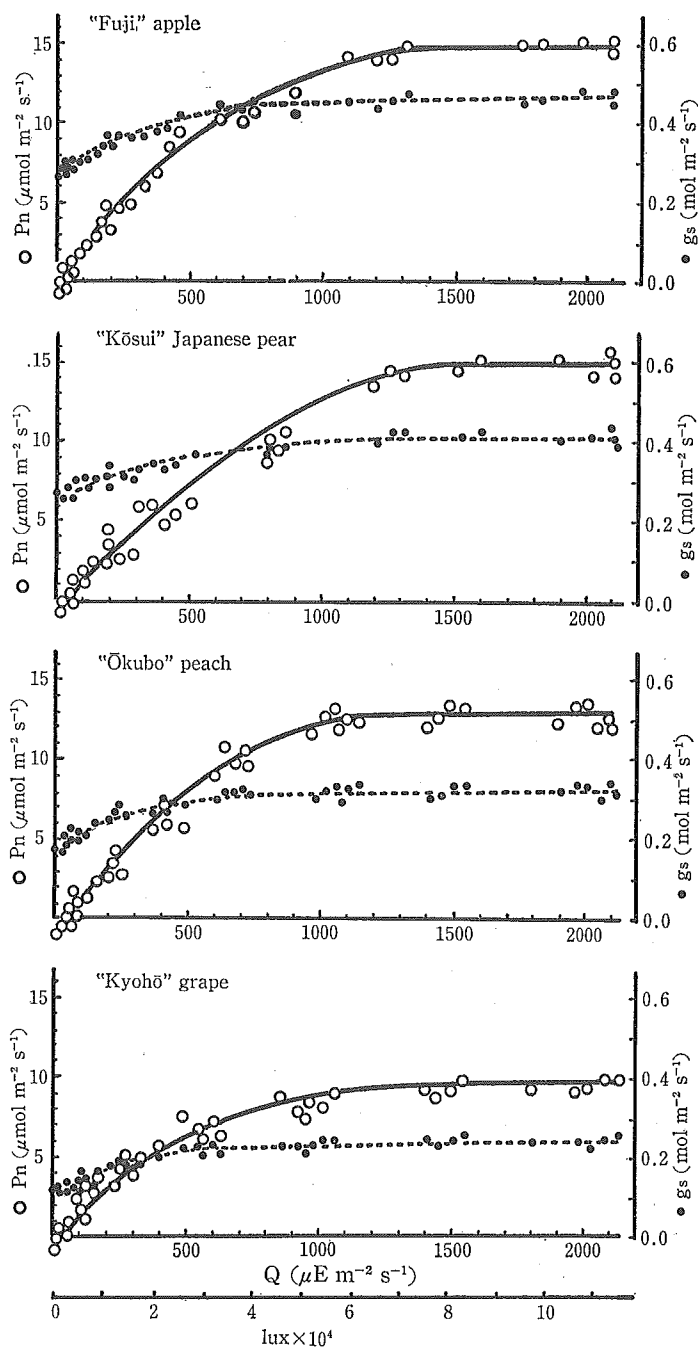 "Fuji," apple
15
10
5
O Pn (μmol m⁻² s⁻¹)
0.6
0.4
0.2
0.0
• gs (mol m⁻² s⁻¹)
500 1000 1500 2000
"Kōsui" Japanese pear
.15
10
5
O Pn (μmol m⁻² s⁻¹)
0.6
0.4
0.2
0.0
• gs (mol m⁻² s⁻¹)
500 1000 1500 2000
"Ōkubo" peach
15
10
5
O Pn (μmol m⁻² s⁻¹)
0.6
0.4
0.2
0.0
• gs (mol m⁻² s⁻¹)
500 1000 1500 2000
"Kyohō" grape
15
10
5
O Pn (μmol m⁻² s⁻¹)
0.6
0.4
0.2
0.0
• gs (mol m⁻² s⁻¹)
500 1000 1500 2000
Q (μE m⁻² s⁻¹)
0 2 4 6 8 10
lux×10⁴